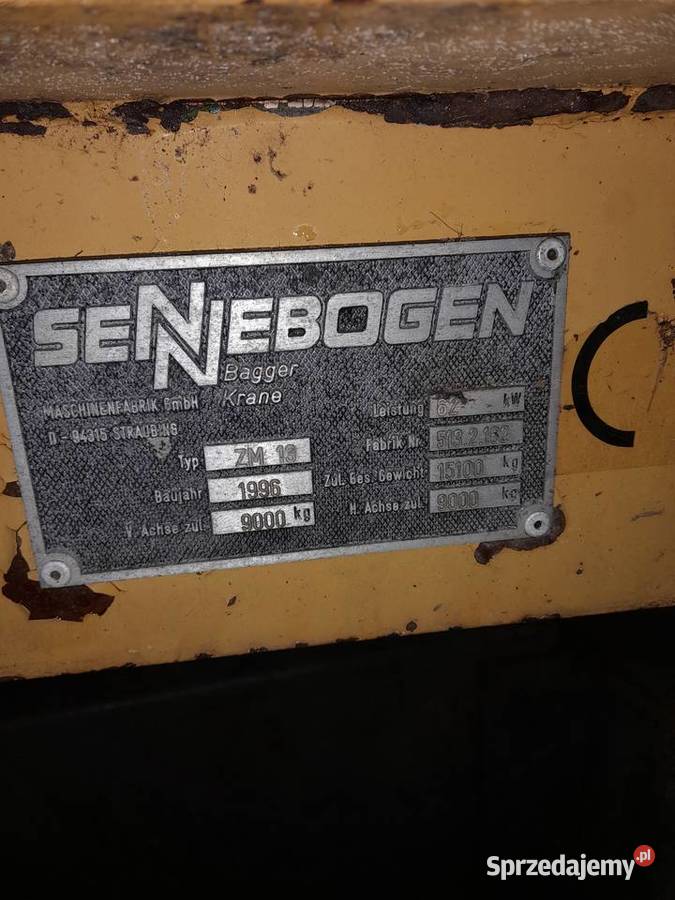 SENNEBOGEN
Bagger
Krane
MASCHINENFABRIK GmbH
D-94315 STRAUBING
Leistung 62 kW
Typ ZM 13
Fabrik Nr. 513.2.132
Baujahr 1996
Zul. Ges. Gewicht 15100 kg
V. Achse zul. 9000 kg
H. Achse zul. 9000 kg
C
Sprzedajemy.pl